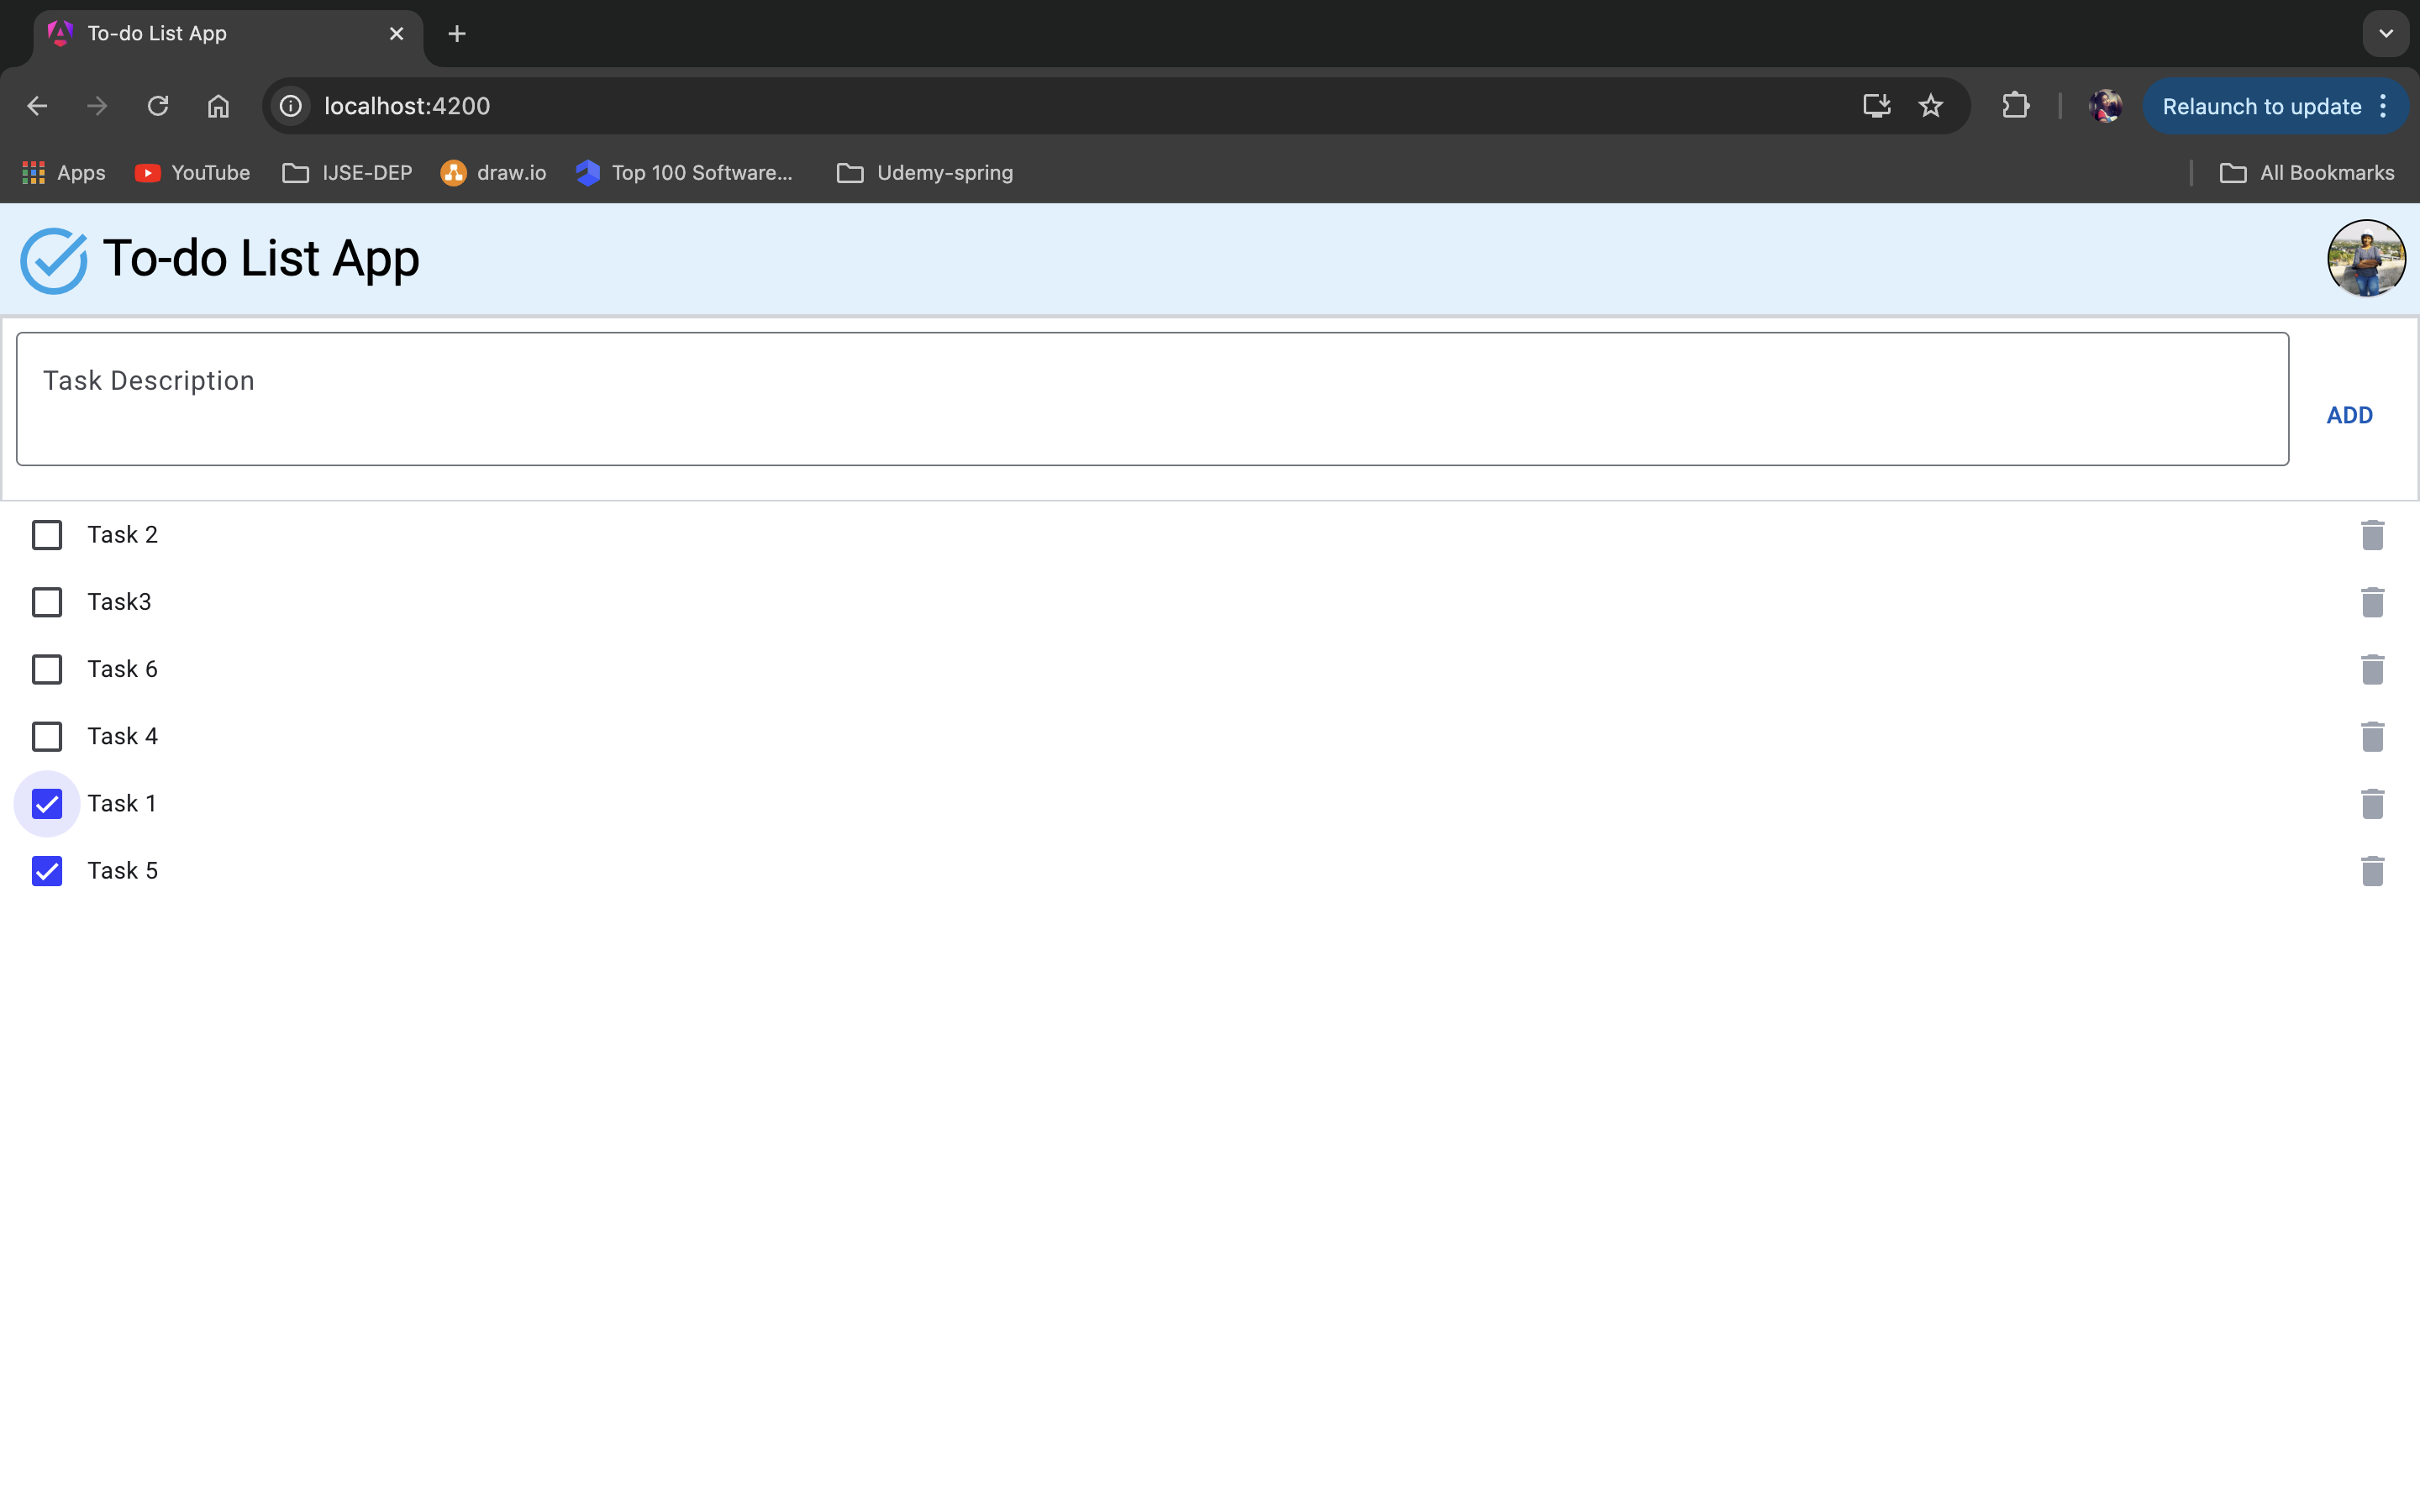 To-do List App
localhost:4200
Relaunch to update
Apps YouTube IJSE-DEP draw.io Top 100 Software... Udemy-spring All Bookmarks
To-do List App
Task Description
ADD
Task 2
Task3
Task 6
Task 4
Task 1
Task 5